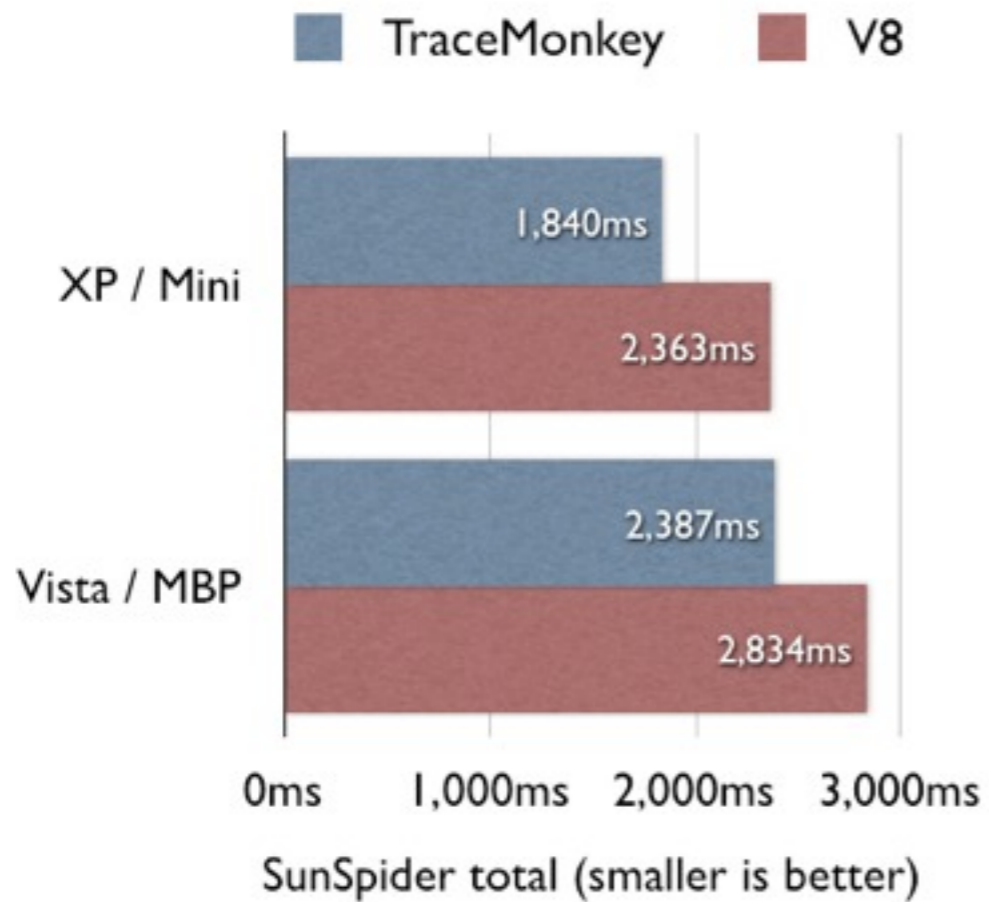 TraceMonkey V8
XP / Mini
1,840ms
2,363ms
Vista / MBP
2,387ms
2,834ms
0ms 1,000ms 2,000ms 3,000ms
SunSpider total (smaller is better)